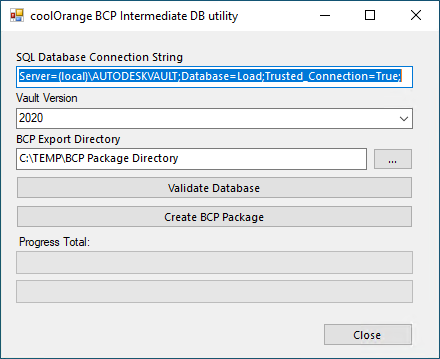 coolOrange BCP Intermediate DB utility
SQL Database Connection String
Server=(local)\AUTODESKVAULT;Database=Load;Trusted_Connection=True;
Vault Version
2020
BCP Export Directory
C:\TEMP\BCP Package Directory
...
Validate Database
Create BCP Package
Progress Total:
Close